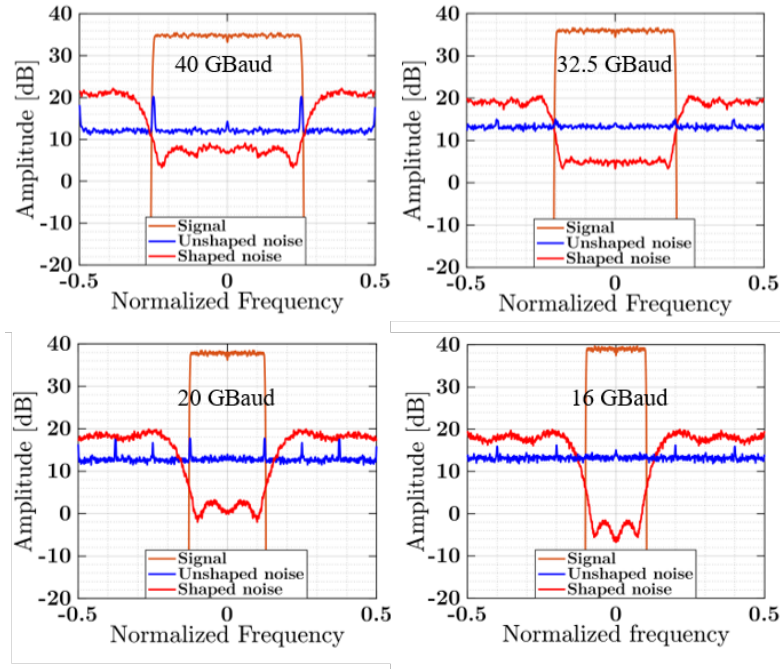 40
30
20
10
0
-10
-20
-0.5
0
0.5
Amplitude [dB]
Normalized Frequency
40 GBaud
Signal
Unshaped noise
Shaped noise
40
30
20
10
0
-10
-20
-0.5
0
0.5
Amplitude [dB]
Normalized Frequency
32.5 GBaud
Signal
Unshaped noise
Shaped noise
40
30
20
10
0
-10
-20
-0.5
0
0.5
Amplitude [dB]
Normalized Frequency
20 GBaud
Signal
Unshaped noise
Shaped noise
40
30
20
10
0
-10
-20
-0.5
0
0.5
Amplitude [dB]
Normalized frequency
16 GBaud
Signal
Unshaped noise
Shaped noise